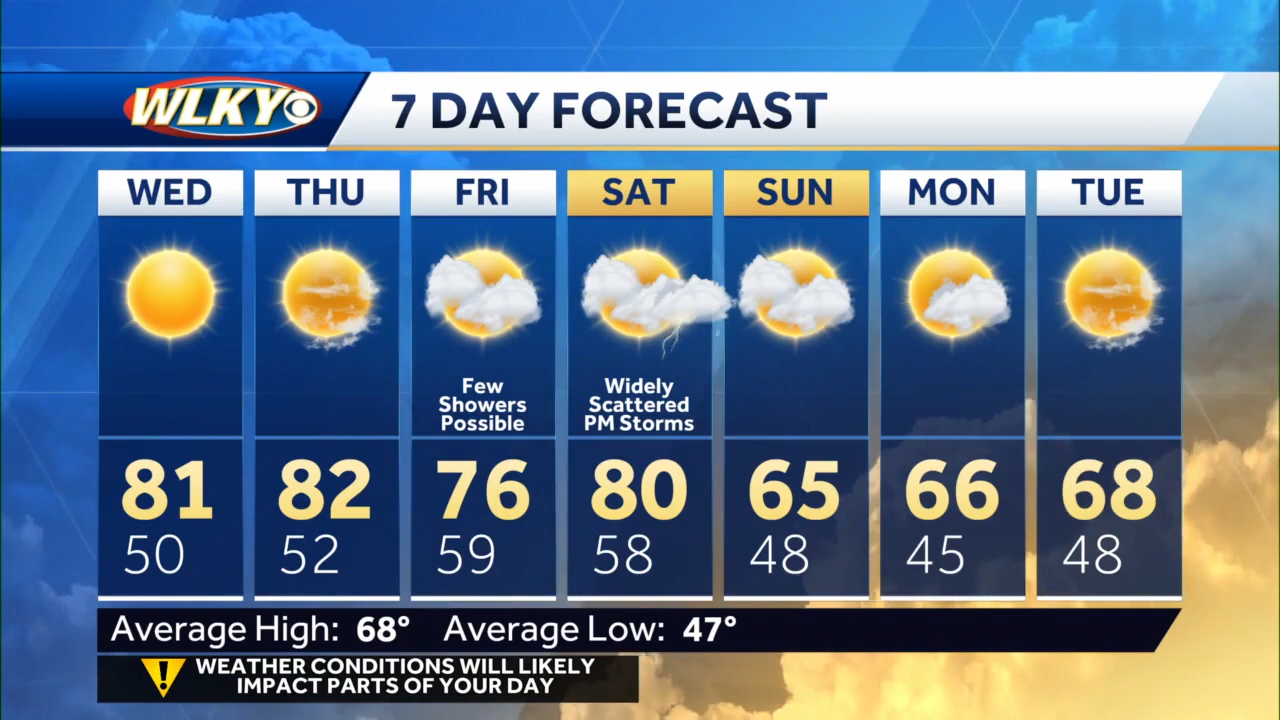 WLKY
7 DAY FORECAST
WED THU FRI SAT SUN MON TUE
Few
Showers
Possible
Widely
Scattered
PM Storms
81 82 76 80 65 66 68
50 52 59 58 48 45 48
Average High: 68° Average Low: 47°
WEATHER CONDITIONS WILL LIKELY
IMPACT PARTS OF YOUR DAY